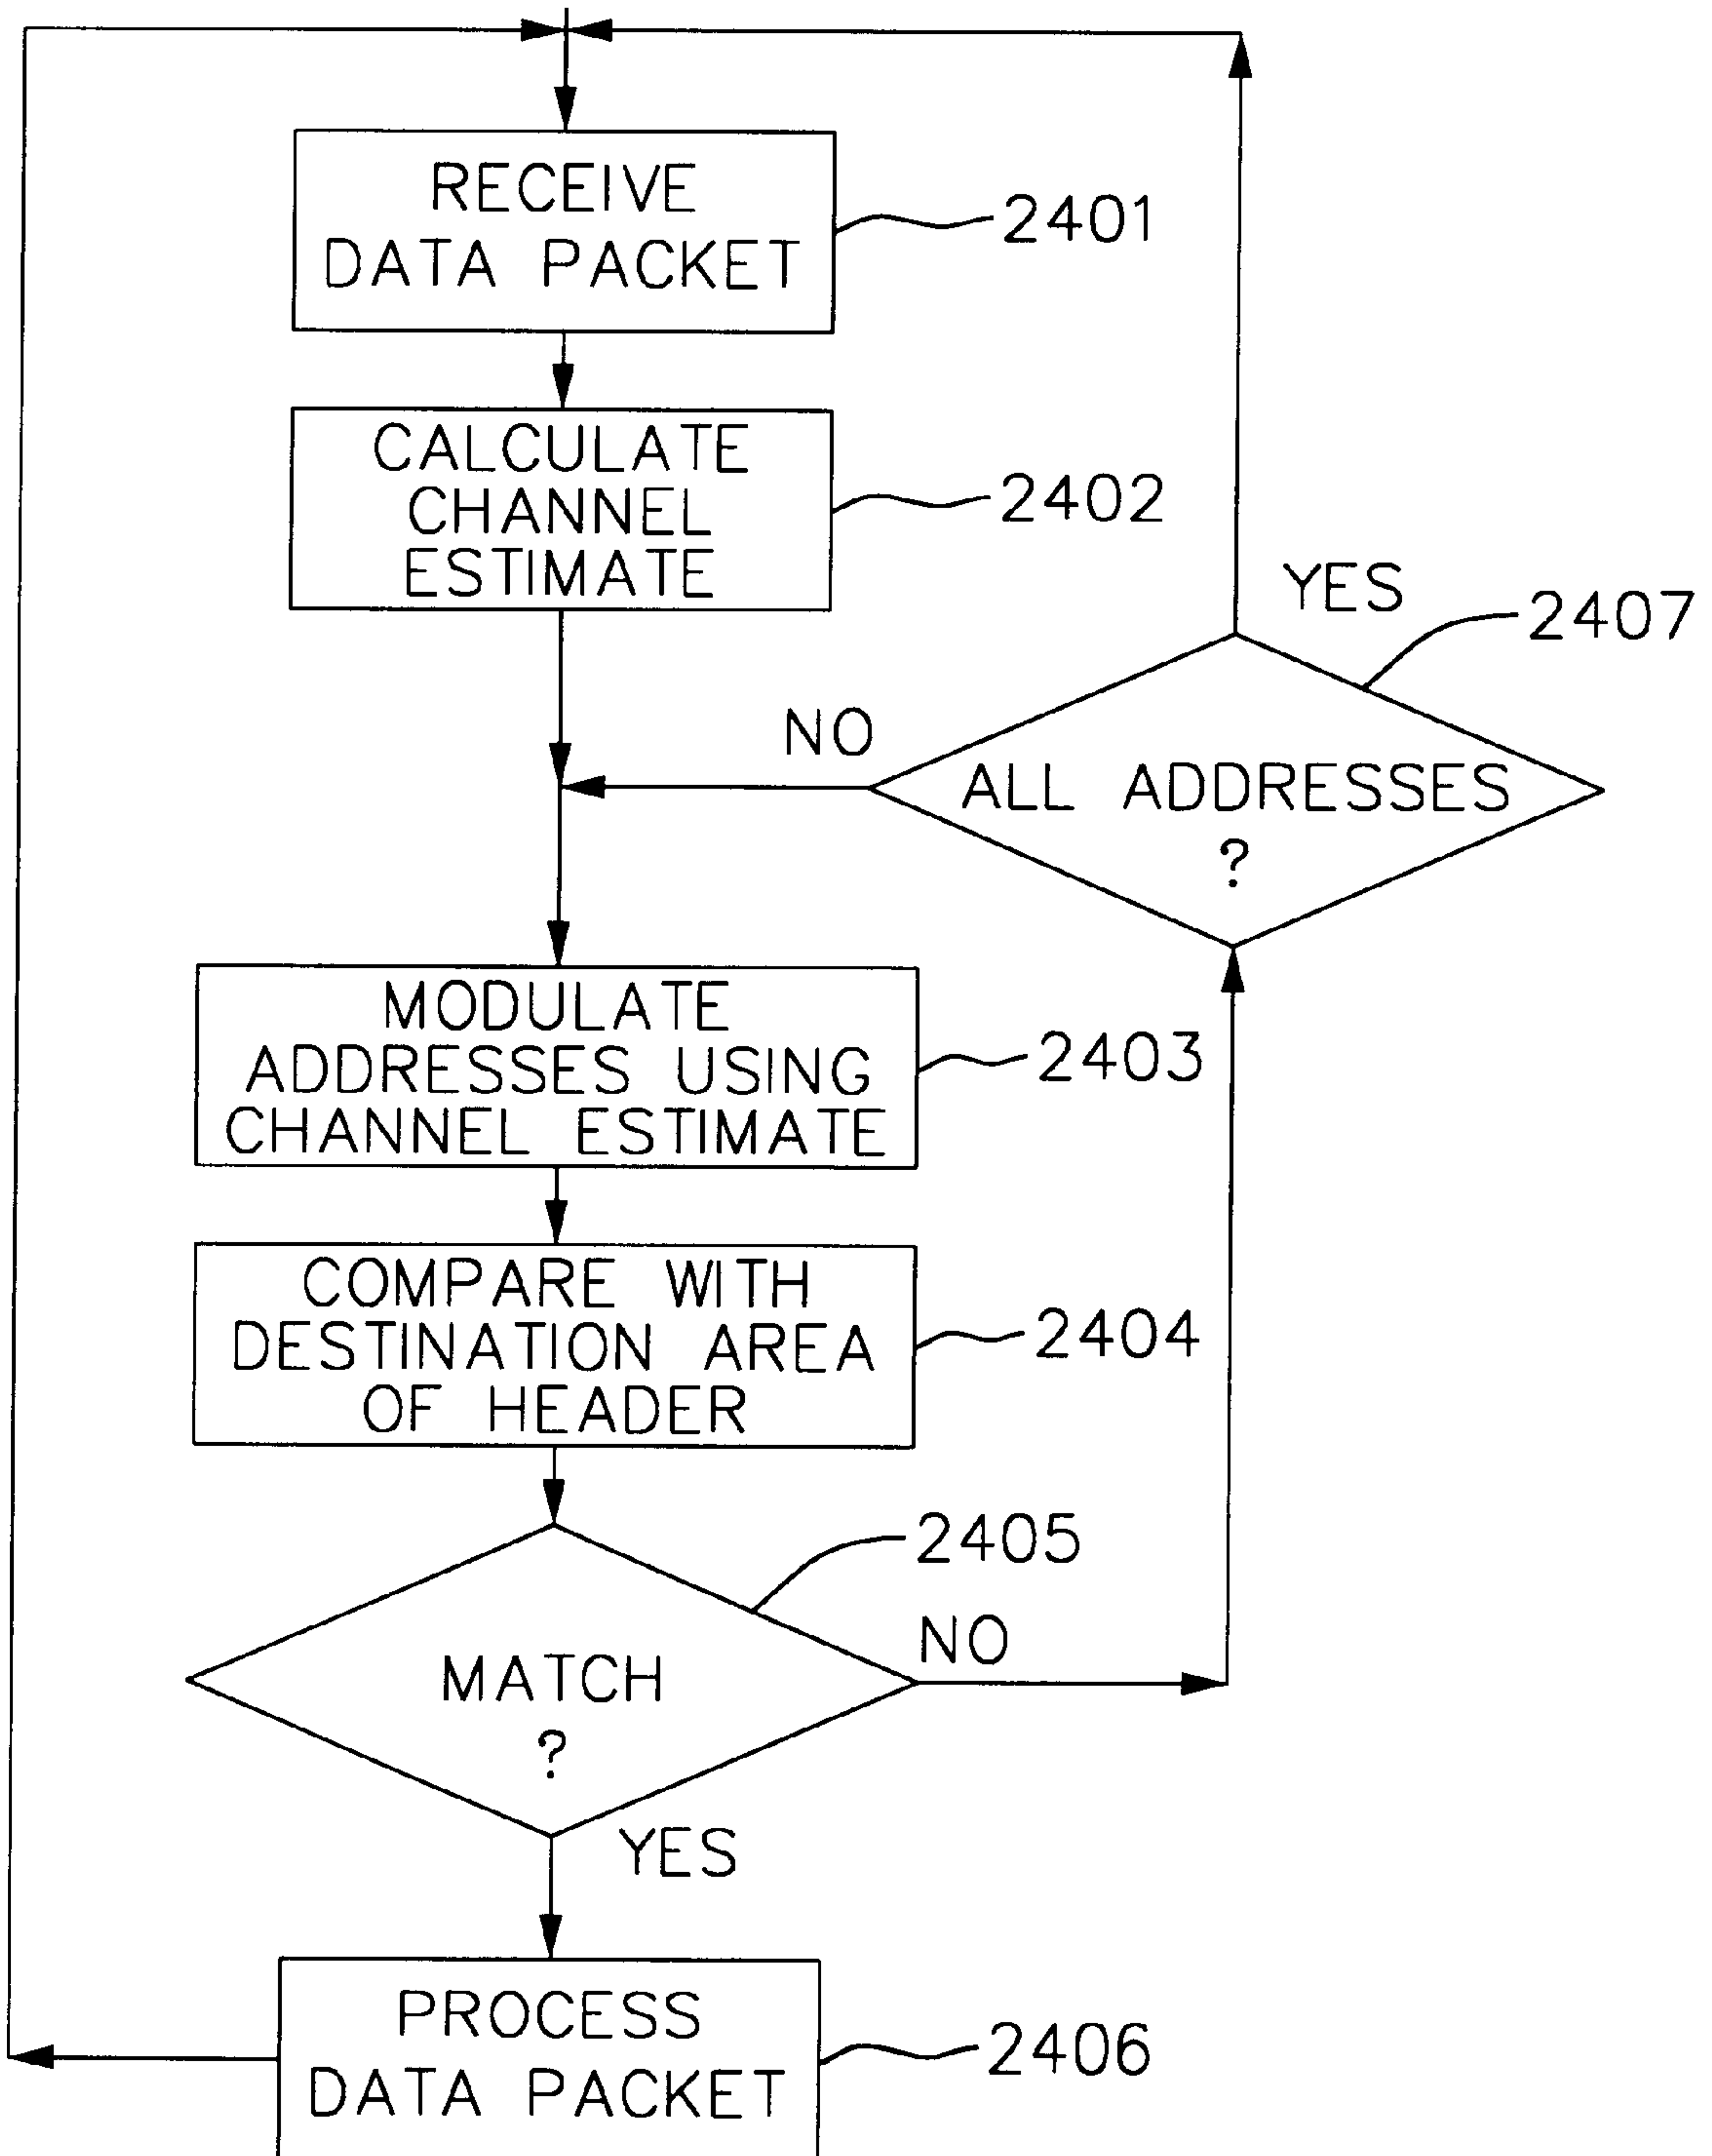 RECEIVE
DATA PACKET
2401
CALCULATE
CHANNEL
ESTIMATE
2402
YES
2407
NO
ALL ADDRESSES
?
MODULATE
ADDRESSES USING
CHANNEL ESTIMATE
2403
COMPARE WITH
DESTINATION AREA
OF HEADER
2404
2405
NO
MATCH
?
YES
PROCESS
DATA PACKET
2406